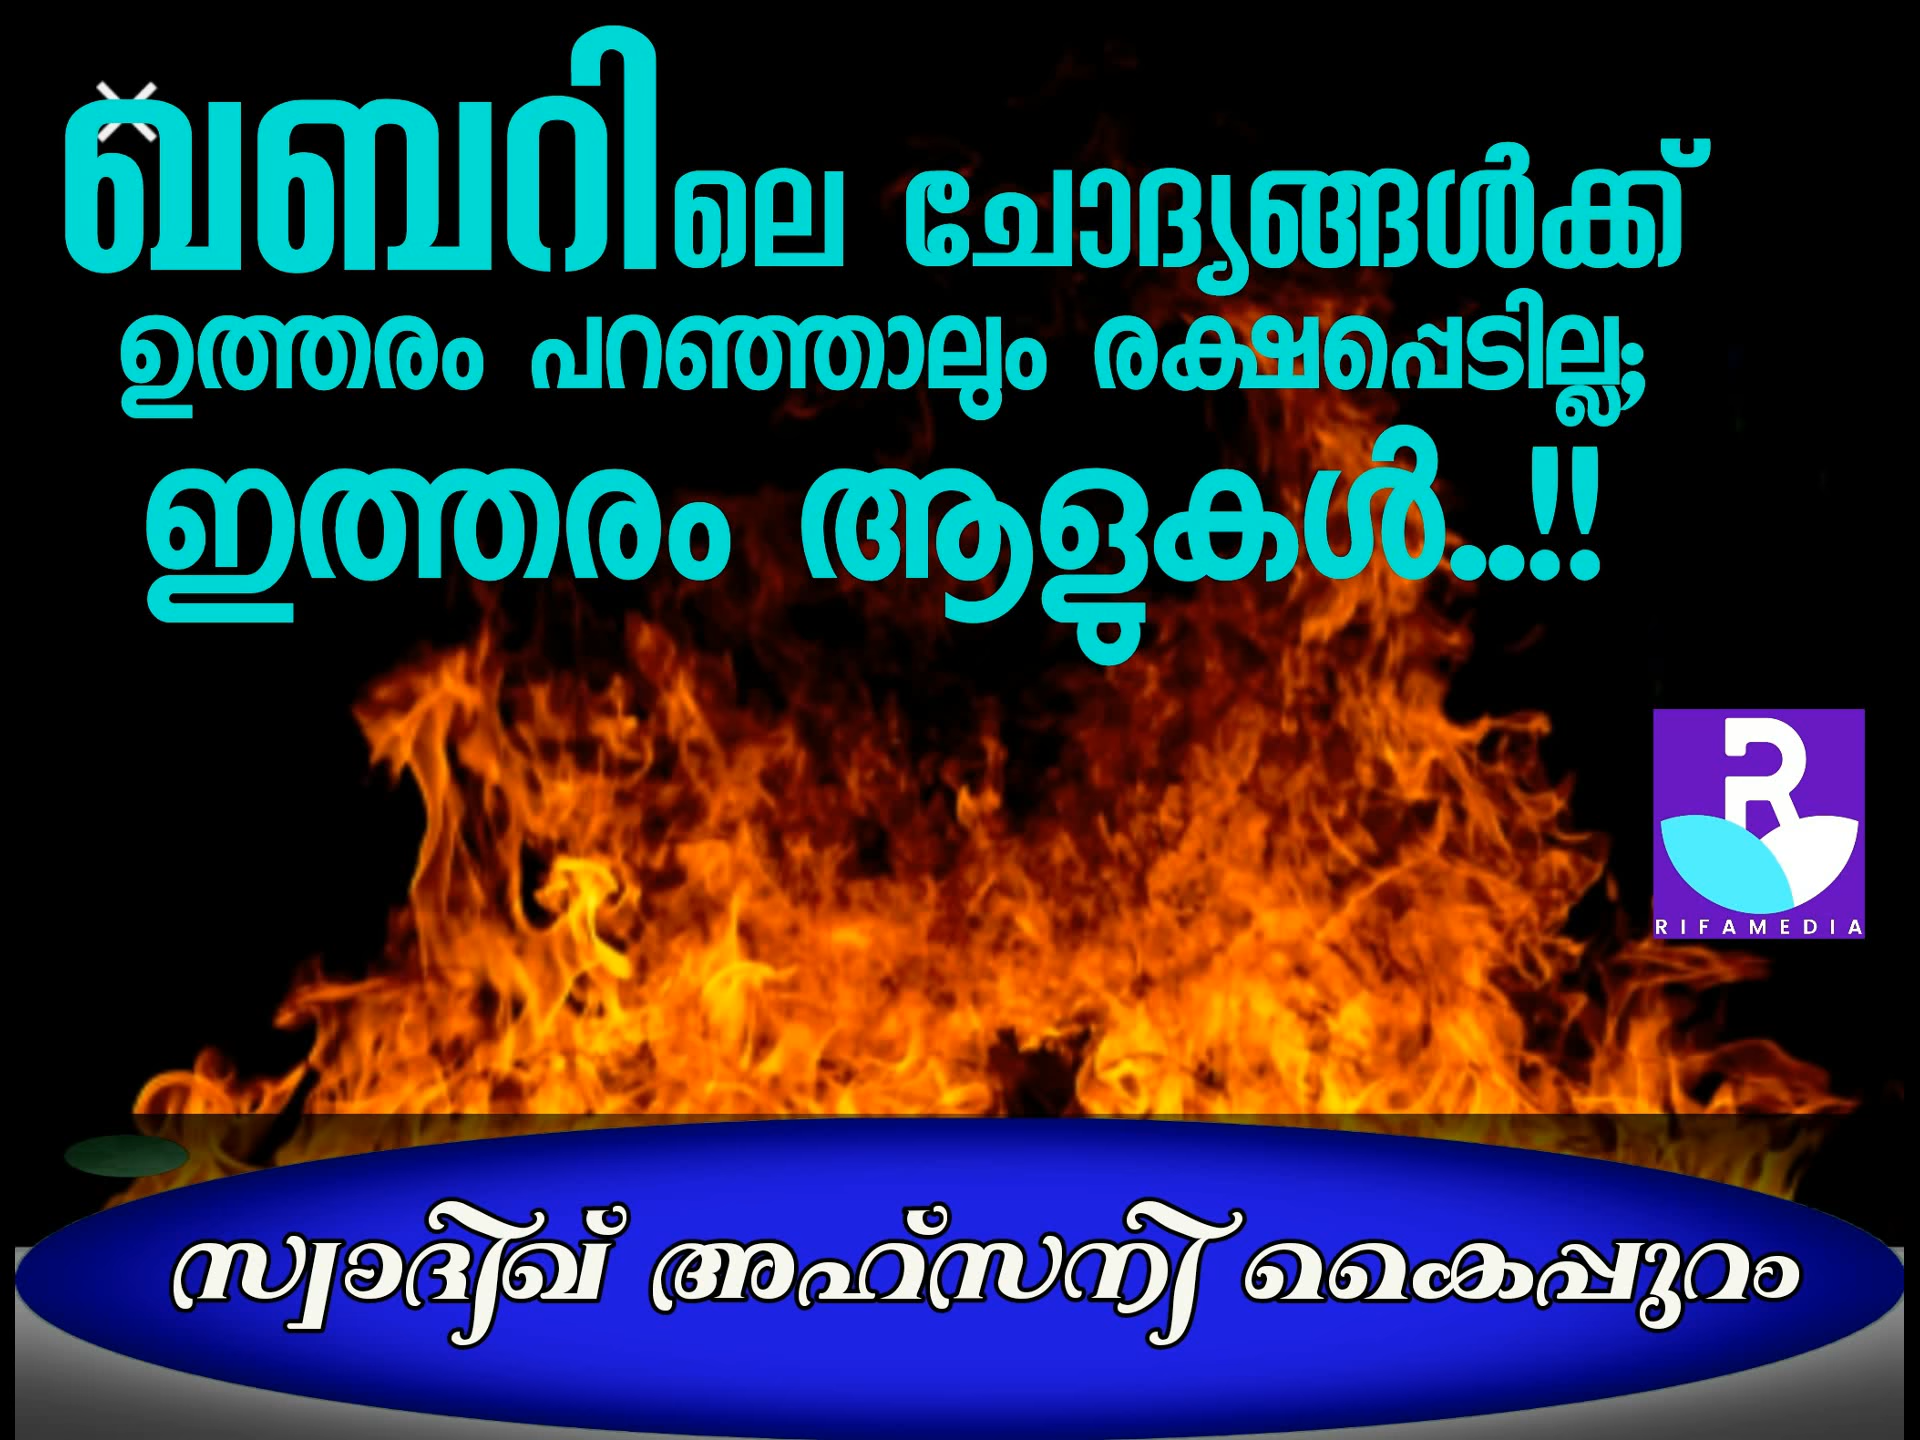 ഖബറിലെ ചോദ്യങ്ങൾക്ക്
ഉത്തരം പറഞ്ഞാലും രക്ഷപ്പെടില്ല;
ഇത്തരം ആളുകൾ..!!
RIFAMEDIA
സ്വാദിഖ് അഹ്സനി കൈപ്പുറം